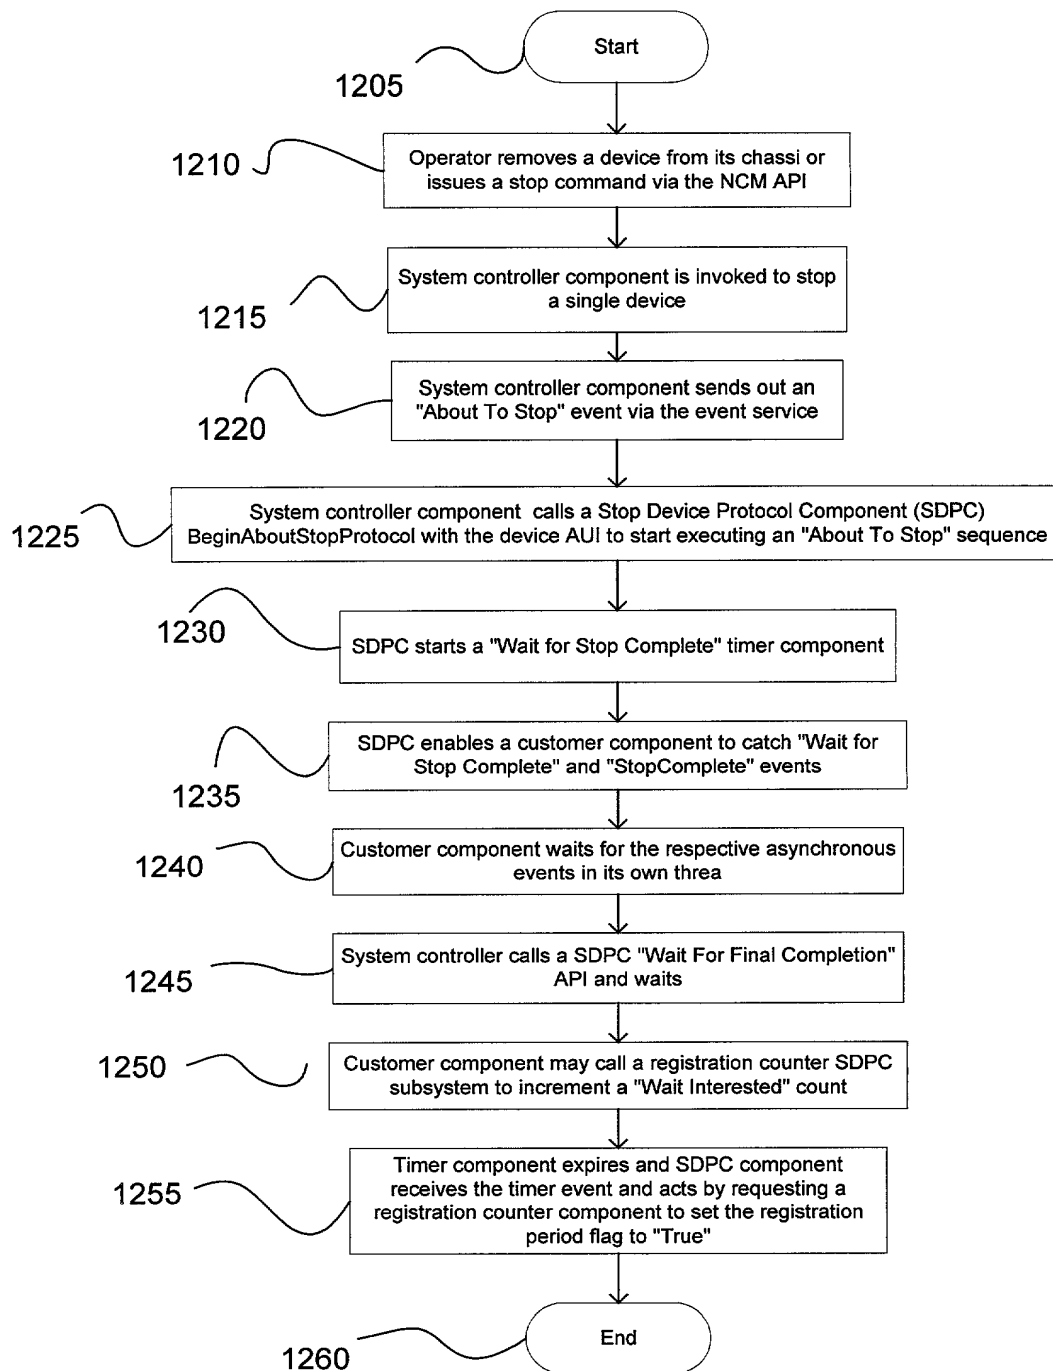 Start
1205
1210
Operator removes a device from its chassi or
issues a stop command via the NCM API
System controller component is invoked to stop
a single device
1215
System controller component sends out an
"About To Stop" event via the event service
1220
System controller component calls a Stop Device Protocol Component (SDPC)
BeginAboutStopProtocol with the device AUI to start executing an "About To Stop" sequence
1225
1230
SDPC starts a "Wait for Stop Complete" timer component
SDPC enables a customer component to catch "Wait for
Stop Complete" and "StopComplete" events
1235
Customer component waits for the respective asynchronous
events in its own threa
1240
System controller calls a SDPC "Wait For Final Completion"
API and waits
1245
1250
Customer component may call a registration counter SDPC
subsystem to increment a "Wait Interested" count
Timer component expires and SDPC component
receives the timer event and acts by requesting a
registration counter component to set the registration
period flag to "True"
1255
End
1260